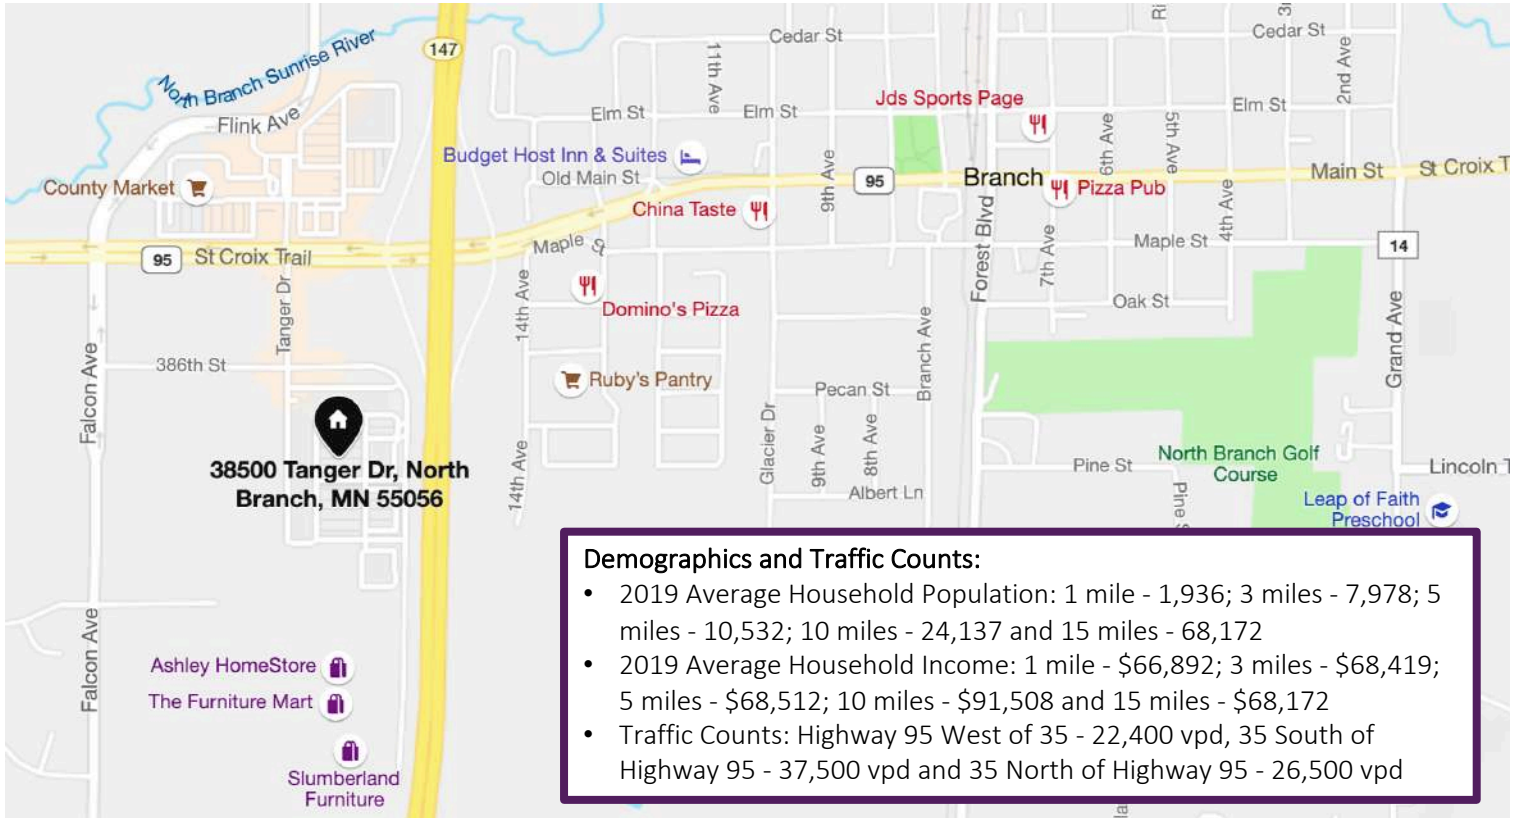 Cedar St
Cedar St
Ri
3r
2nd Ave
147
11th Ave
North Branch Sunrise River
Flink Ave
Elm St
Elm St
Jds Sports Page
Elm St
6th Ave
5th Ave
Budget Host Inn & Suites
Old Main St
County Market
9th Ave
95
Branch
Pizza Pub
Main St
St Croix T
China Taste
4th Ave
Forest Blvd
Maple St
Maple St
14
95
St Croix Trail
7th Ave
Tanger Dr
14th Ave
Domino's Pizza
Oak St
Branch Ave
Grand Ave
386th St
Falcon Ave
Ruby's Pantry
Pecan St
Glacier Dr
9th Ave
8th Ave
38500 Tanger Dr, North
Branch, MN 55056
14th Ave
Albert Ln
Pine St
Pine S
North Branch Golf
Course
Lincoln T
Leap of Faith
Preschool
Falcon Ave
Ashley HomeStore
The Furniture Mart
Slumberland
Furniture
Demographics and Traffic Counts:
• 2019 Average Household Population: 1 mile - 1,936; 3 miles - 7,978; 5
miles - 10,532; 10 miles - 24,137 and 15 miles - 68,172
• 2019 Average Household Income: 1 mile - $66,892; 3 miles - $68,419;
5 miles - $68,512; 10 miles - $91,508 and 15 miles - $68,172
• Traffic Counts: Highway 95 West of 35 - 22,400 vpd, 35 South of
Highway 95 - 37,500 vpd and 35 North of Highway 95 - 26,500 vpd